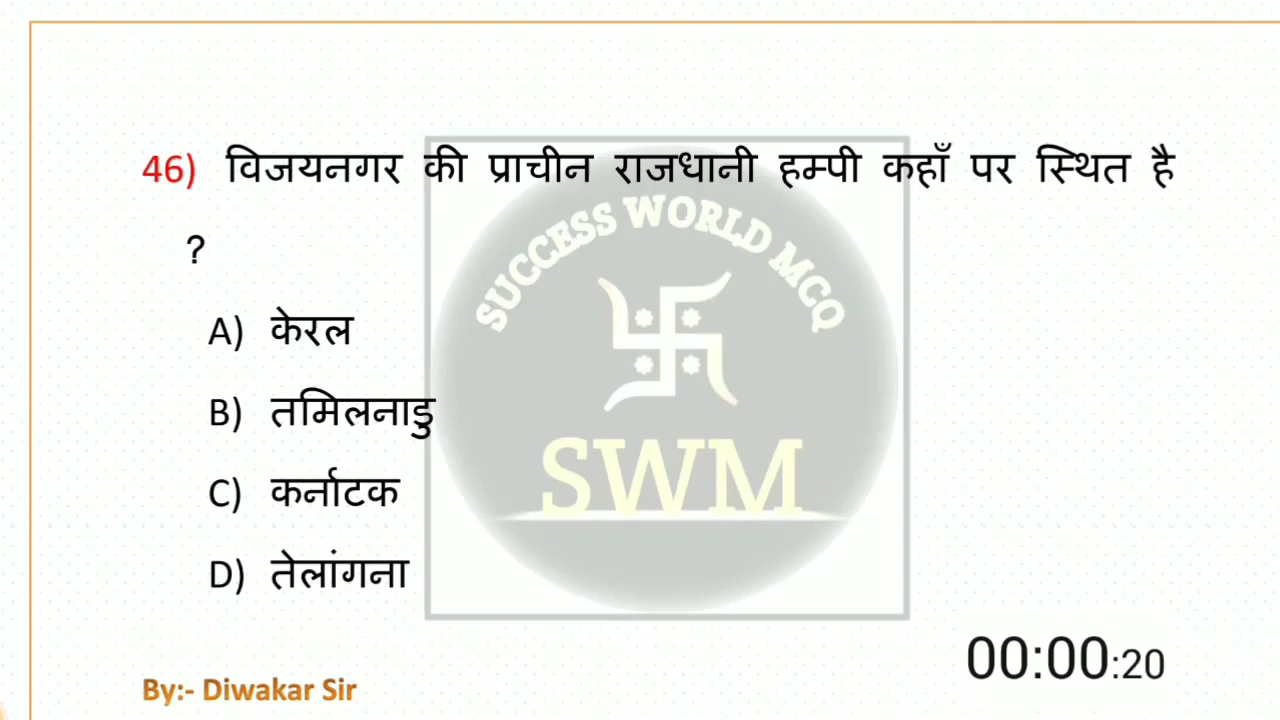 46) विजयनगर की प्राचीन राजधानी हम्पी कहाँ पर स्थित है
?
A) केरल
B) तमिलनाडु
C) कर्नाटक
D) तेलांगना
SUCCESS WORLD MCQ
SWM
00:00:20
By:- Diwakar Sir